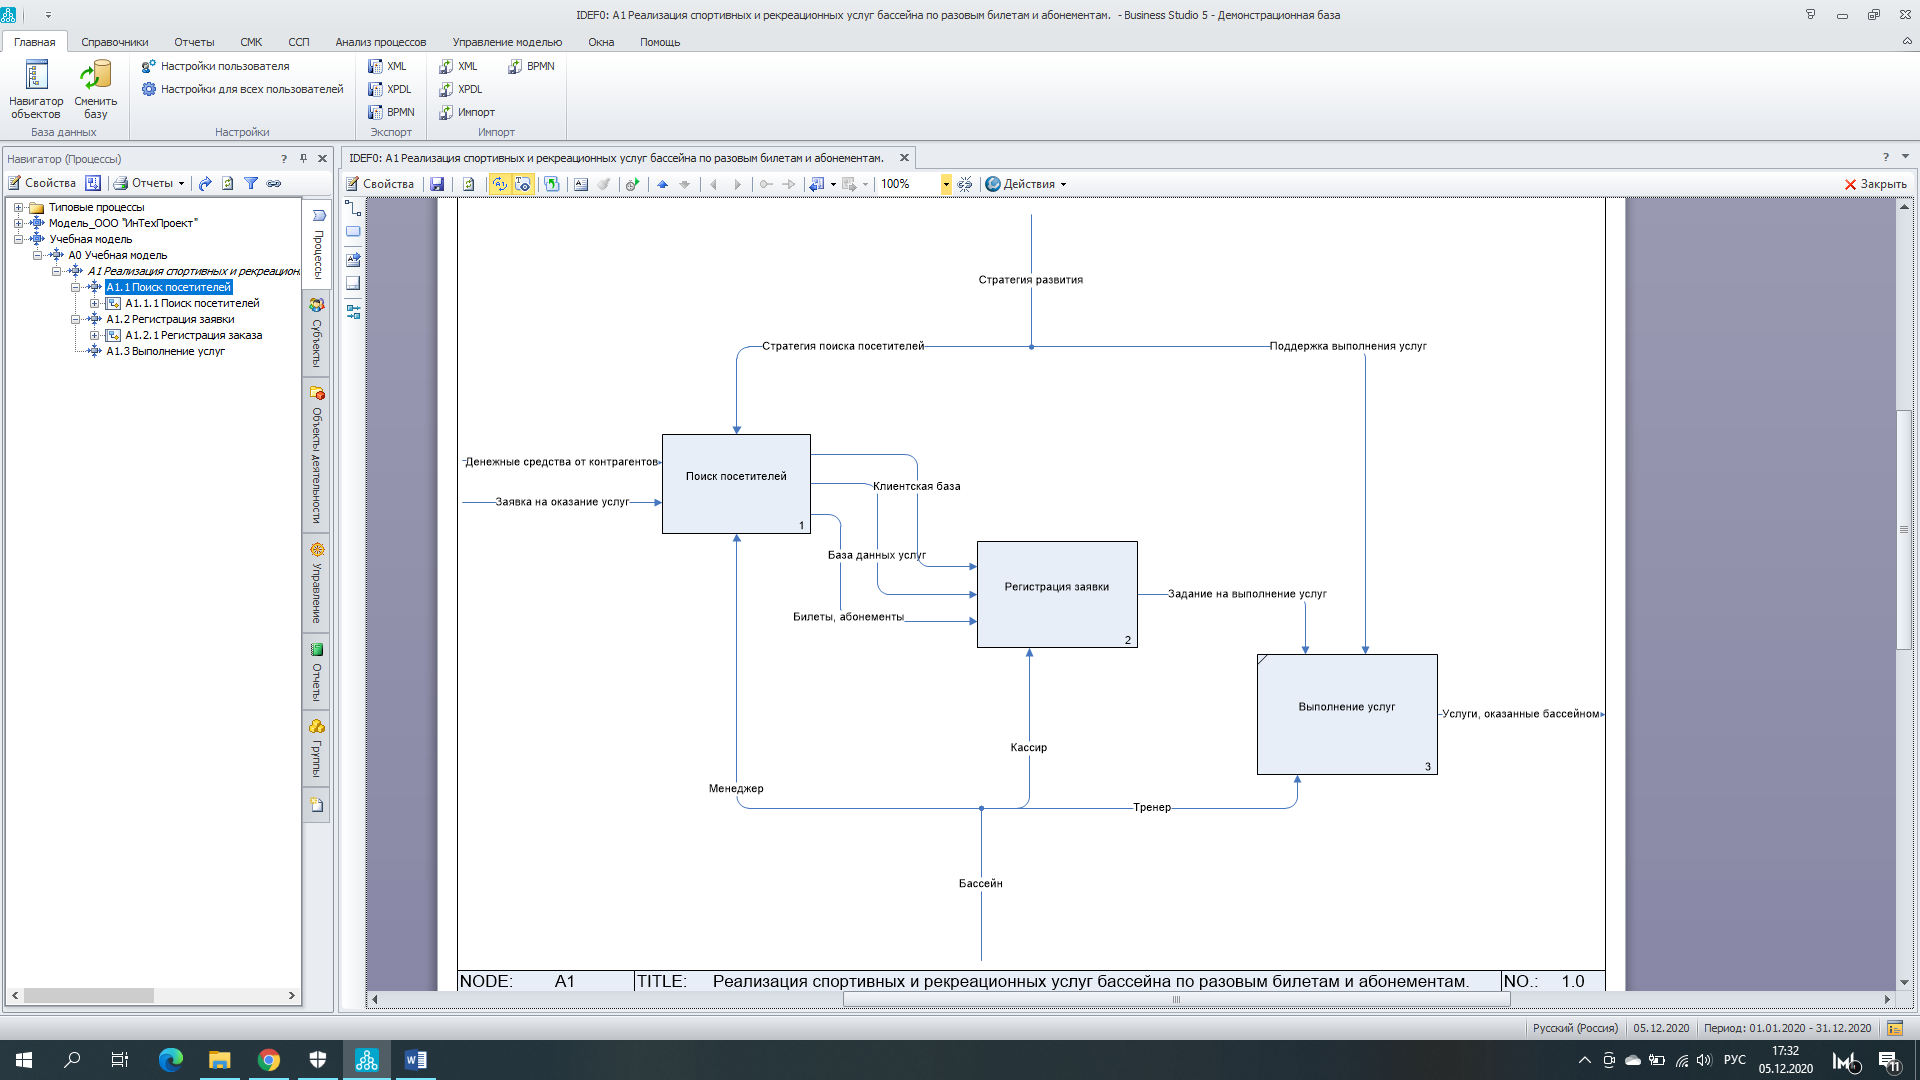 IDEF0: A1 Реализация спортивных и рекреационных услуг бассейна по разовым билетам и абонементам. - Business Studio 5 - Демонстрационная база
Главная Справочники Отчеты СМК ССП Анализ процессов Управление моделью Окна Помощь
Навигатор объектов
Сменить базу
База данных
Настройки пользователя
Настройки для всех пользователей
Настройки
XML
XPDL
BPMN
Экспорт
XML BPMN
XPDL
Импорт
Импорт
Навигатор (Процессы)
Свойства Отчеты
Типовые процессы
Модель_ООО "ИнТехПроект"
Учебная модель
A0 Учебная модель
A1 Реализация спортивных и рекреацион
A1.1 Поиск посетителей
A1.1.1 Поиск посетителей
A1.2 Регистрация заявки
A1.2.1 Регистрация заказа
A1.3 Выполнение услуг
Процессы
Субъекты
Объекты деятельности
Управление
Отчеты
Группы
IDEF0: A1 Реализация спортивных и рекреационных услуг бассейна по разовым билетам и абонементам.
Свойства 100% Действия Закрыть
Стратегия развития
Стратегия поиска посетителей
Поддержка выполнения услуг
Денежные средства от контрагентов
Заявка на оказание услуг
Поиск посетителей
1
Клиентская база
База данных услуг
Билеты, абонементы
Регистрация заявки
2
Задание на выполнение услуг
Выполнение услуг
3
Услуги, оказанные бассейном
Кассир
Менеджер
Тренер
Бассейн
NODE: A1 TITLE: Реализация спортивных и рекреационных услуг бассейна по разовым билетам и абонементам. NO.: 1.0
Русский (Россия) 05.12.2020 Период: 01.01.2020 - 31.12.2020
РУС
17:32
05.12.2020
11